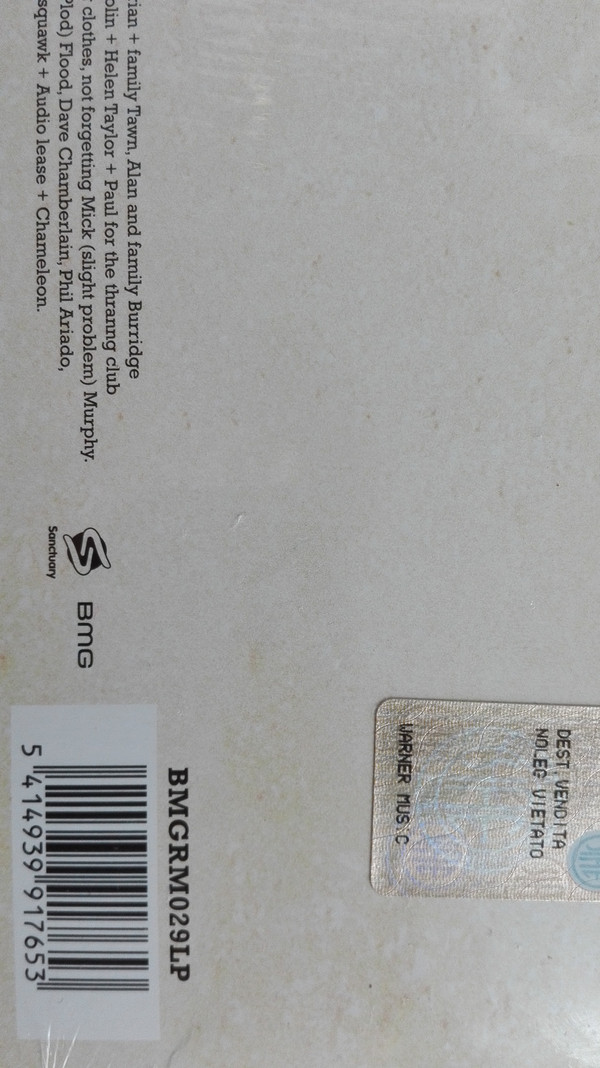 ian + family Tawn, Alan and family Burridge
olin + Helen Taylor + Paul for the thranng club
clothes, not forgetting Mick (slight problem) Murphy.
Plod) Flood, Dave Chamberlain, Phil Ariado,
squawk + Audio lease + Chameleon.
Sanctuary
BMG
DEST.VENDITA
NOLEG VIETATO
WARNER MUSIC
BMGRM029LP
5 414939 917653